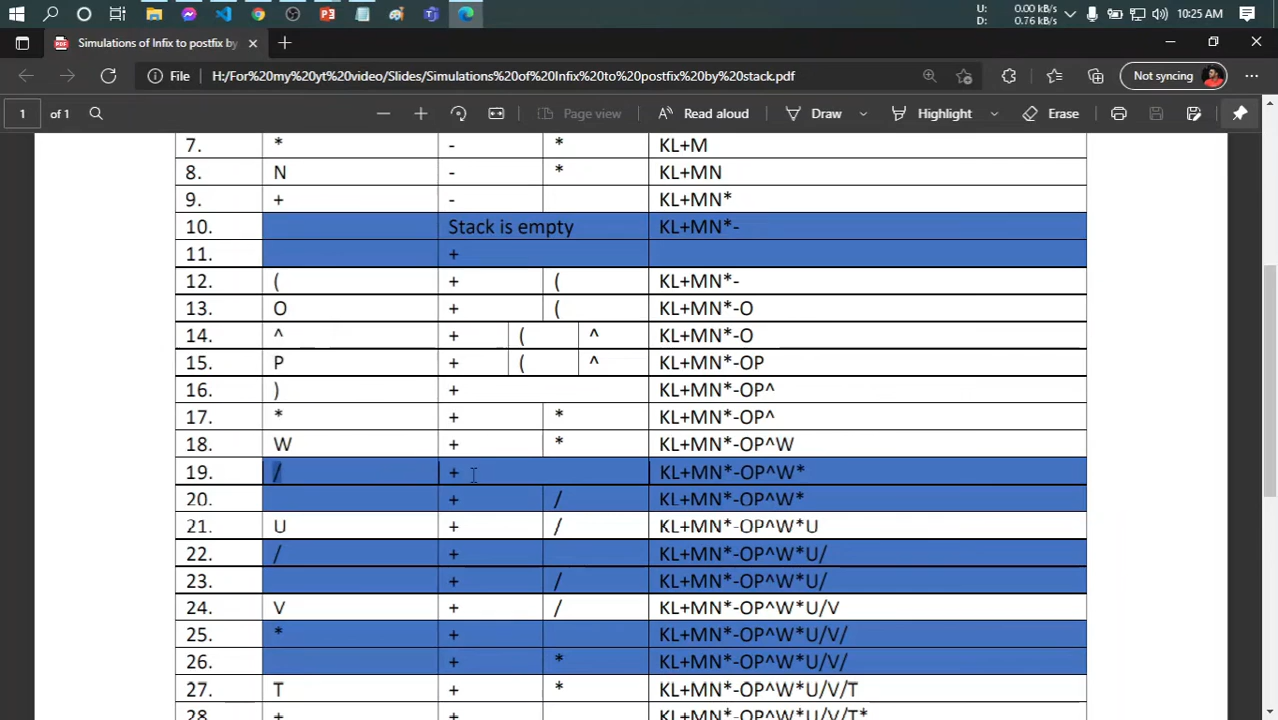 U: 0.00 kB/s
D: 0.76 kB/s
10:25 AM
Simulations of Infix to postfix by
File H:/For%20my%20yt%20video/Slides/Simulations%20of%20Infix%20to%20postfix%20by%20stack.pdf
Not syncing
1 of 1
Page view
Read aloud
Draw
Highlight
Erase
7. * - * KL+M
8. N - * KL+MN
9. + - KL+MN*
10. Stack is empty KL+MN*-
11. +
12. ( + ( KL+MN*-
13. O + ( KL+MN*-O
14. ^ + ( ^ KL+MN*-O
15. P + ( ^ KL+MN*-OP
16. ) + KL+MN*-OP^
17. * + * KL+MN*-OP^
18. W + * KL+MN*-OP^W
19. / + KL+MN*-OP^W*
20. + / KL+MN*-OP^W*
21. U + / KL+MN*-OP^W*U
22. / + KL+MN*-OP^W*U/
23. + / KL+MN*-OP^W*U/
24. V + / KL+MN*-OP^W*U/V
25. * + KL+MN*-OP^W*U/V/
26. + * KL+MN*-OP^W*U/V/
27. T + * KL+MN*-OP^W*U/V/T
28. + + KL+MN*-OP^W*U/V/T*